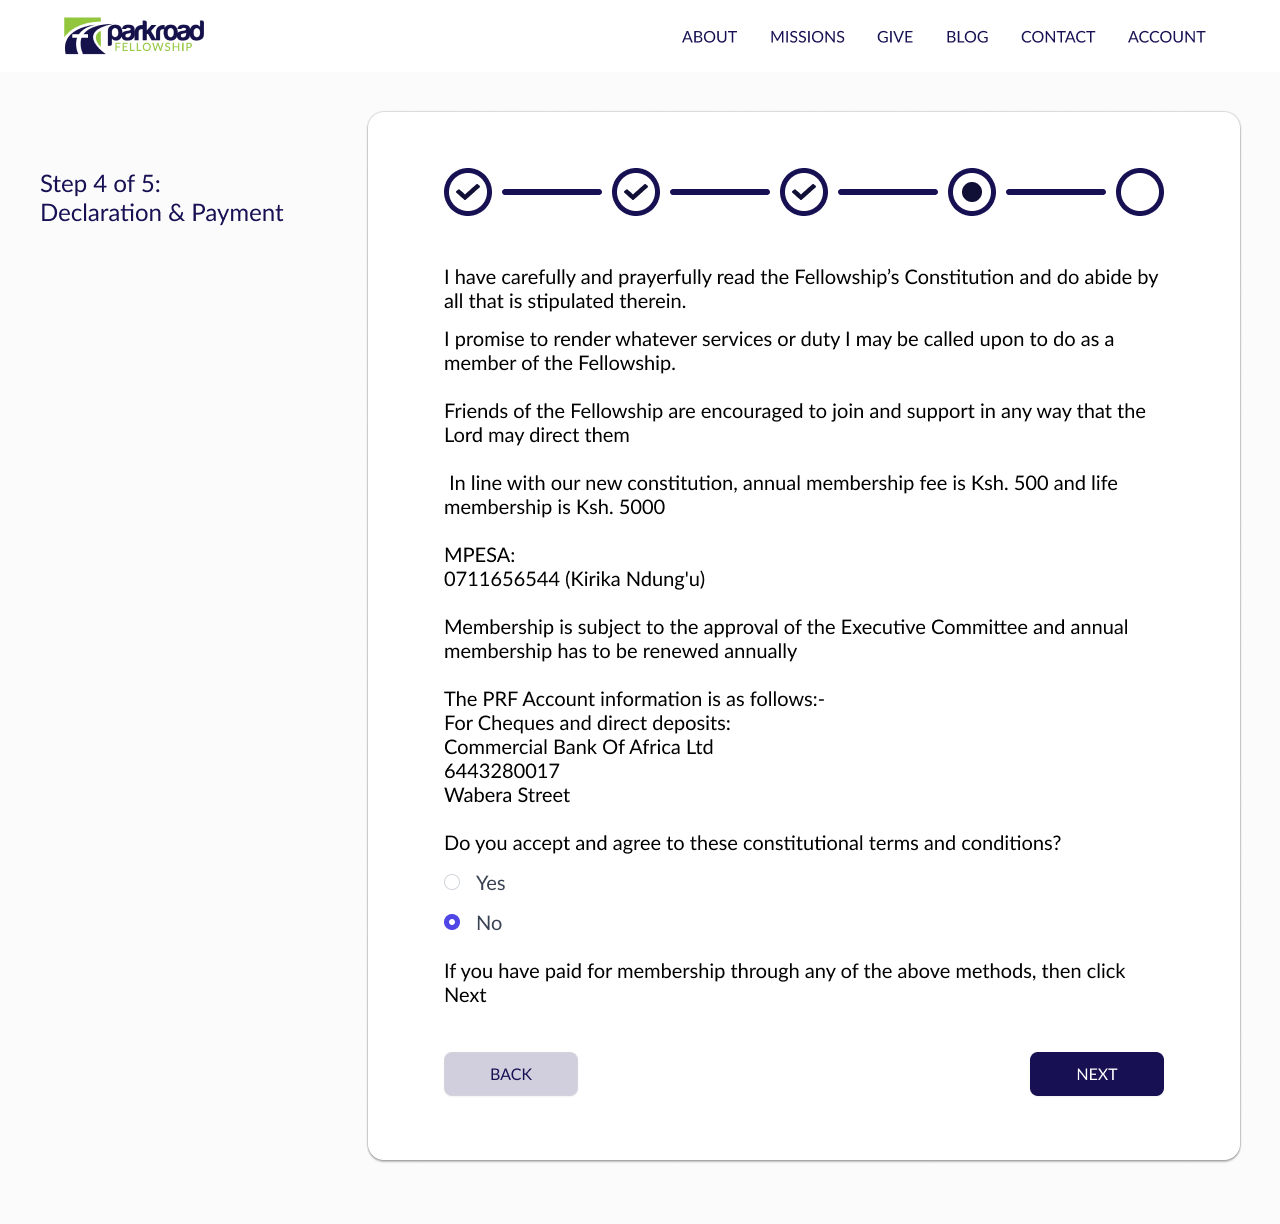 parkroad
FELLOWSHIP
ABOUT MISSIONS GIVE BLOG CONTACT ACCOUNT
Step 4 of 5:
Declaration & Payment
I have carefully and prayerfully read the Fellowship’s Constitution and do abide by
all that is stipulated therein.
I promise to render whatever services or duty I may be called upon to do as a
member of the Fellowship.
Friends of the Fellowship are encouraged to join and support in any way that the
Lord may direct them
In line with our new constitution, annual membership fee is Ksh. 500 and life
membership is Ksh. 5000
MPESA:
0711656544 (Kirika Ndung'u)
Membership is subject to the approval of the Executive Committee and annual
membership has to be renewed annually
The PRF Account information is as follows:-
For Cheques and direct deposits:
Commercial Bank Of Africa Ltd
6443280017
Wabera Street
Do you accept and agree to these constitutional terms and conditions?
Yes
No
If you have paid for membership through any of the above methods, then click
Next
BACK NEXT